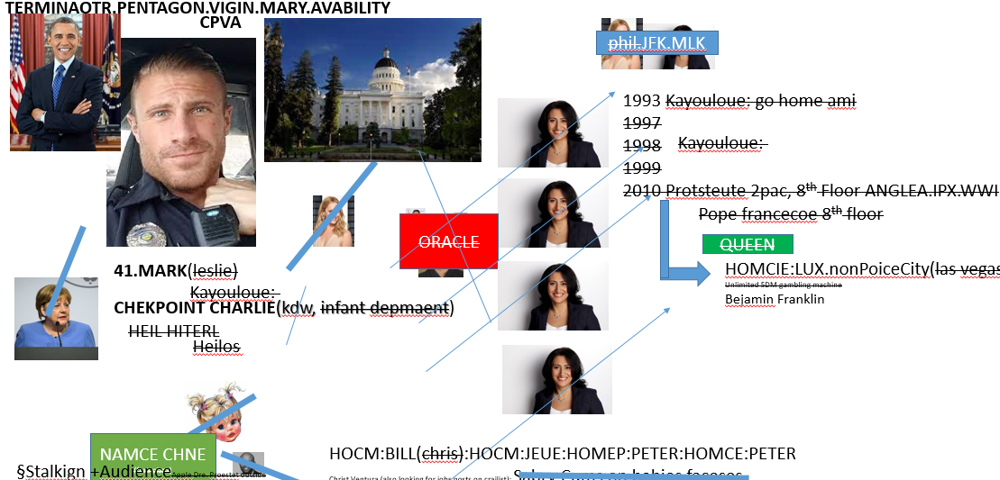 TERMINAOTR.PENTAGON.VIGIN.MARY.AVABILITY
CPVA
phil.JFK.MLK
1993 Kayouloue: go home ami
1997
1998 Kayouloue:
1999
2010 Protsteute 2pac, 8th Floor ANGLEA.IPX.WWI
Pope francecoe 8th floor
ORACLE
QUEEN
HOMCIE:LUX.nonPoiceCity(las vegas
Unlimited 5DM gambling machine
Bejamin Franklin
41.MARK(leslie)
Kayouloue:
CHEKPOINT CHARLIE(kdw, infant depmaent)
HEIL HITERL
Heilos
NAMCE CHNE
§Stalkign +Audience Apple Dre.
HOCM:BILL(chris):HOCM:JEUE:HOMEP:PETER:HOMCE:PETER
Christ Ventura (also looking for jobs posts on crailist):